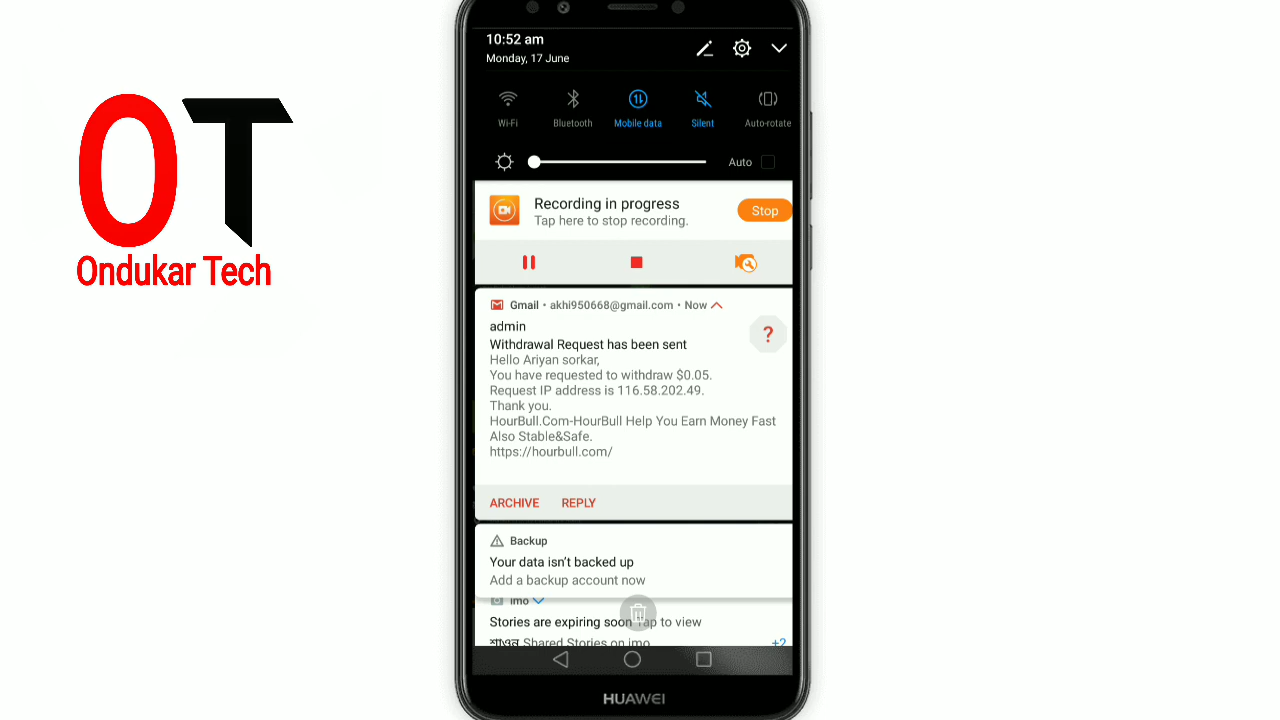 OT
Ondukar Tech
10:52 am
Monday, 17 June
Wi-Fi
Bluetooth
Mobile data
Silent
Auto-rotate
Auto
Recording in progress
Tap here to stop recording.
Stop
Gmail • akhi950668@gmail.com • Now
admin
?
Withdrawal Request has been sent
Hello Ariyan sorkar,
You have requested to withdraw $0.05.
Request IP address is 116.58.202.49.
Thank you.
HourBull.Com-HourBull Help You Earn Money Fast
Also Stable&Safe.
https://hourbull.com/
ARCHIVE REPLY
Backup
Your data isn't backed up
Add a backup account now
imo
Stories are expiring soon Tap to view
শাওন Shared Stories on imo
+2
HUAWEI